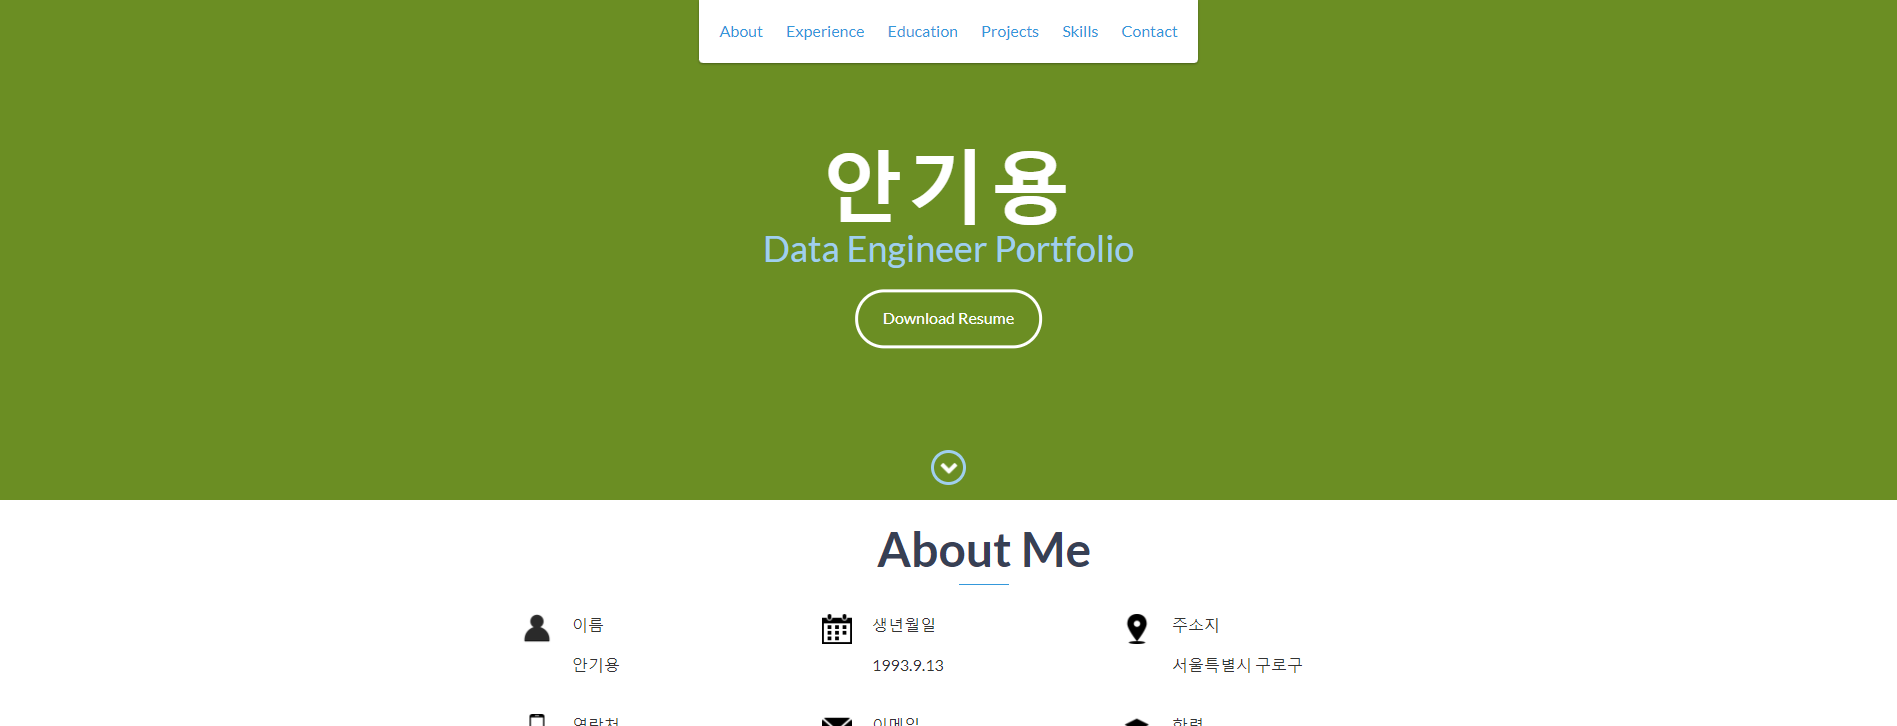 About Experience Education Projects Skills Contact
안기용
Data Engineer Portfolio
Download Resume
About Me
이름 생년월일 주소지
안기용 1993.9.13 서울특별시 구로구
연락처 이메일 학력